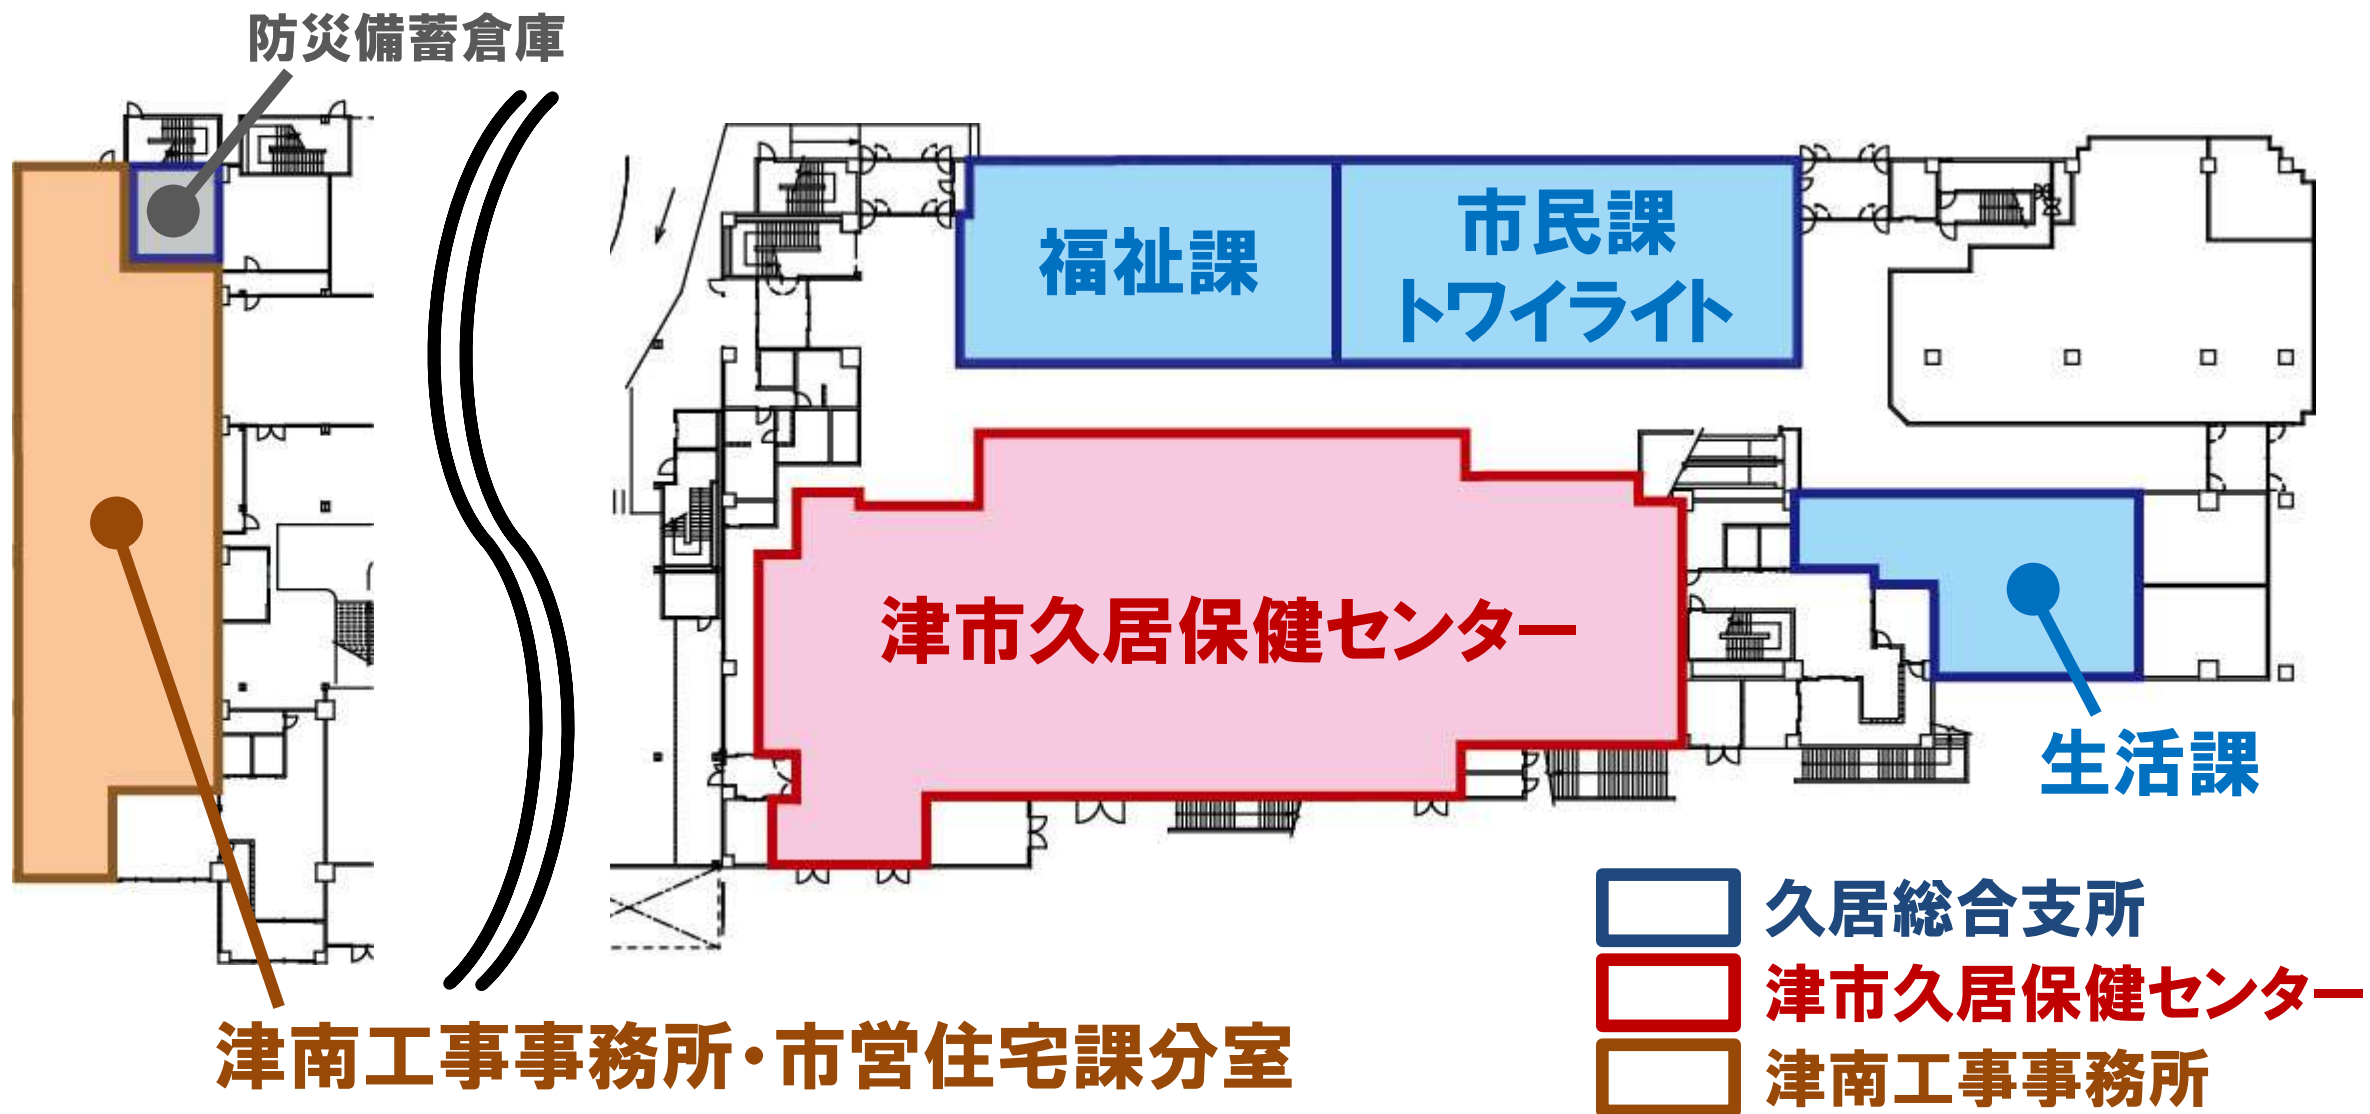 防災備蓄倉庫
福祉課
市民課
トワイライト
津市久居保健センター
生活課
津南工事事務所・市営住宅課分室
久居総合支所
津市久居保健センター
津南工事事務所